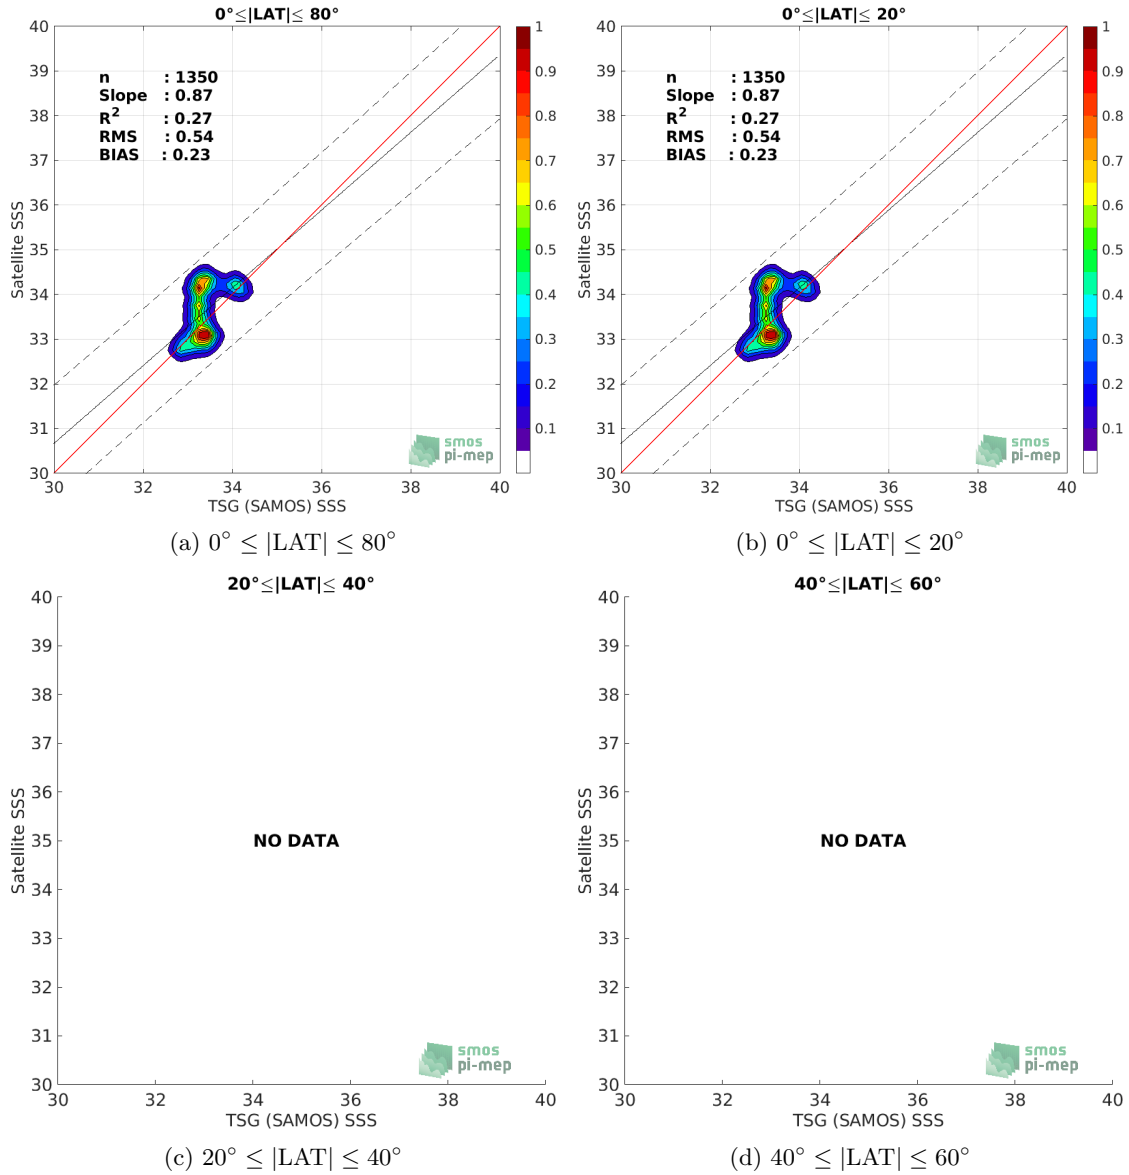 0°≤|LAT|≤ 80°
40
39
38
37
36
35
34
33
32
31
30
n : 1350
Slope : 0.87
R² : 0.27
RMS : 0.54
BIAS : 0.23
Satellite SSS
30 32 34 36 38 40
TSG (SAMOS) SSS
1
0.9
0.8
0.7
0.6
0.5
0.4
0.3
0.2
0.1
smos
pi-mep
(a) 0° ≤ |LAT| ≤ 80°
0°≤|LAT|≤ 20°
40
39
38
37
36
35
34
33
32
31
30
n : 1350
Slope : 0.87
R² : 0.27
RMS : 0.54
BIAS : 0.23
Satellite SSS
30 32 34 36 38 40
TSG (SAMOS) SSS
1
0.9
0.8
0.7
0.6
0.5
0.4
0.3
0.2
0.1
smos
pi-mep
(b) 0° ≤ |LAT| ≤ 20°
20°≤|LAT|≤ 40°
40
39
38
37
36
35
34
33
32
31
30
Satellite SSS
NO DATA
smos
pi-mep
30 32 34 36 38 40
TSG (SAMOS) SSS
(c) 20° ≤ |LAT| ≤ 40°
40°≤|LAT|≤ 60°
40
39
38
37
36
35
34
33
32
31
30
Satellite SSS
NO DATA
smos
pi-mep
30 32 34 36 38 40
TSG (SAMOS) SSS
(d) 40° ≤ |LAT| ≤ 60°